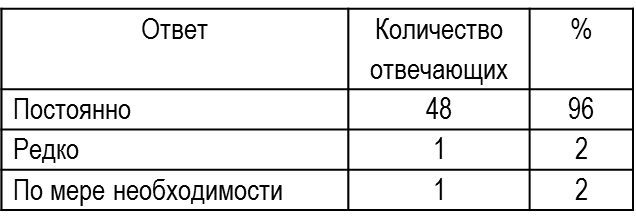 Ответ Количество отвечающих %
Постоянно 48 96
Редко 1 2
По мере необходимости 1 2